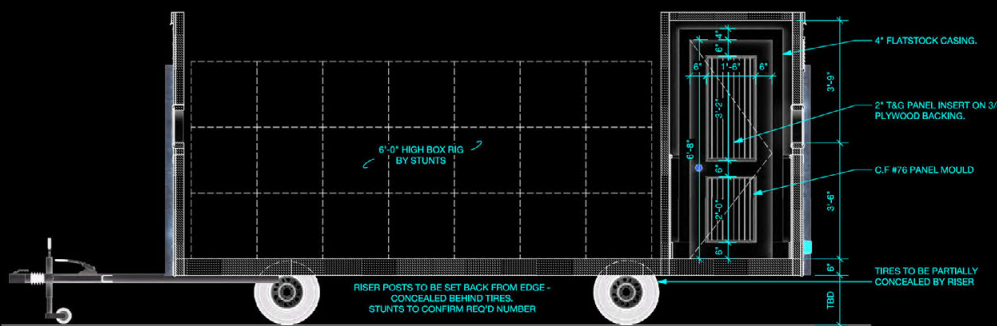 4" FLATSTOCK CASING.
4"
6"
1'-6"
6"
3'-9"
3'-2"
2" T&G PANEL INSERT ON 3/
PLYWOOD BACKING.
6'-0" HIGH BOX RIG
BY STUNTS
6'-8"
6"
C.F #76 PANEL MOULD
2'-0"
3'-6"
6"
6"
TIRES TO BE PARTIALLY
CONCEALED BY RISER
RISER POSTS TO BE SET BACK FROM EDGE -
CONCEALED BEHIND TIRES.
STUNTS TO CONFIRM REQ'D NUMBER
TBD